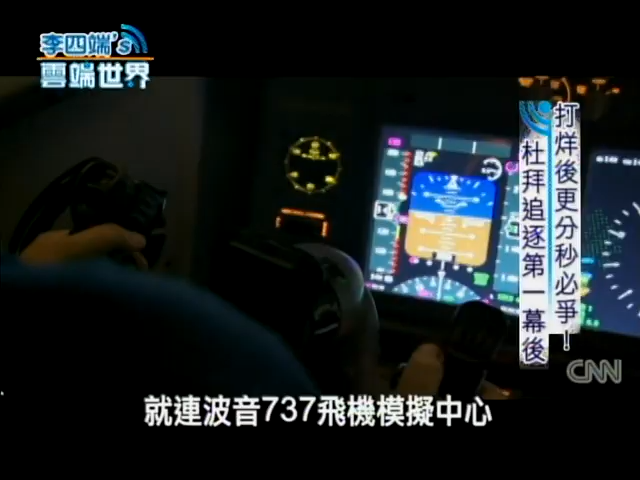 李四端's
雲端世界
打烊後更分秒必爭！
杜拜追逐第一幕後
CNN
就連波音737飛機模擬中心